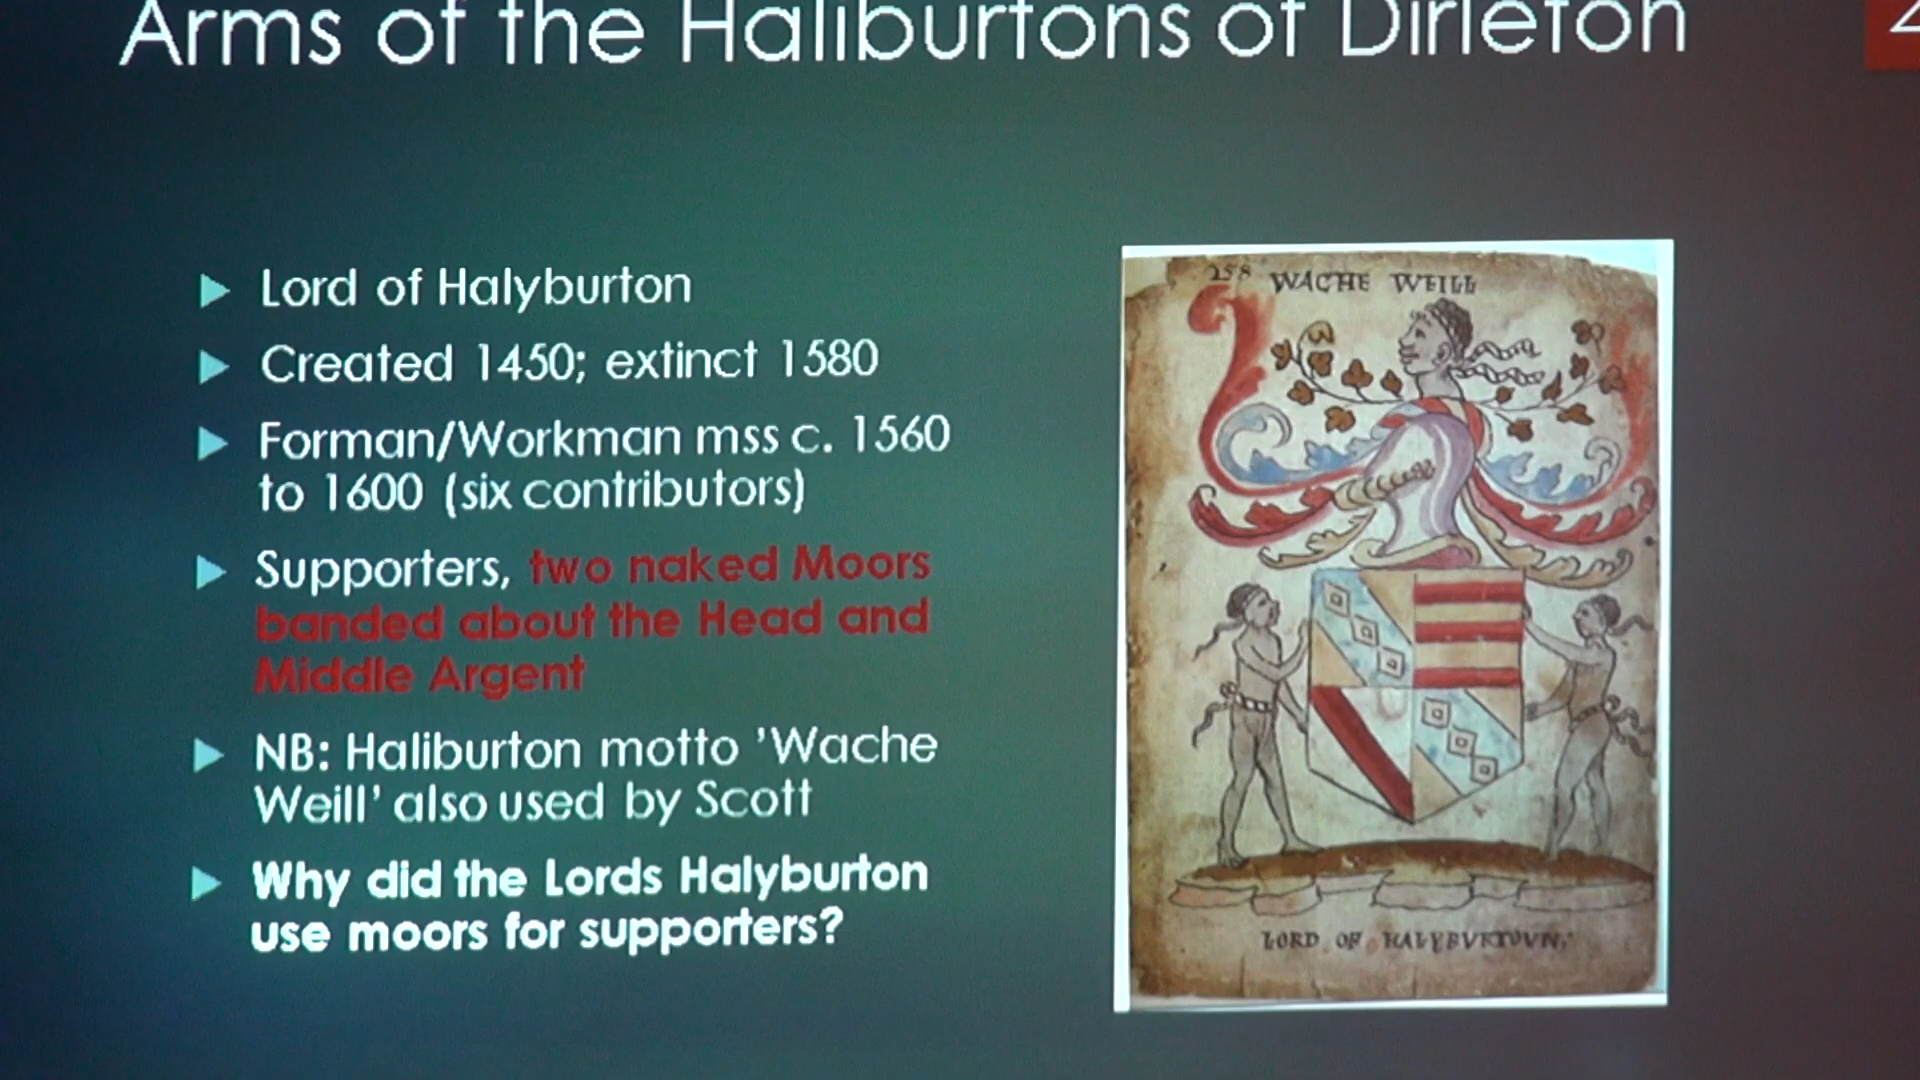 Arms of the Haliburtons of Dirleton
Lord of Halyburton
Created 1450; extinct 1580
Forman/Workman mss c. 1560
to 1600 (six contributors)
Supporters, two naked Moors
banded about the Head and
Middle Argent
NB: Haliburton motto 'Wache
Weill' also used by Scott
Why did the Lords Halyburton
use moors for supporters?
258 WACHE WEILL
LORD OF HALYBVRTOVN